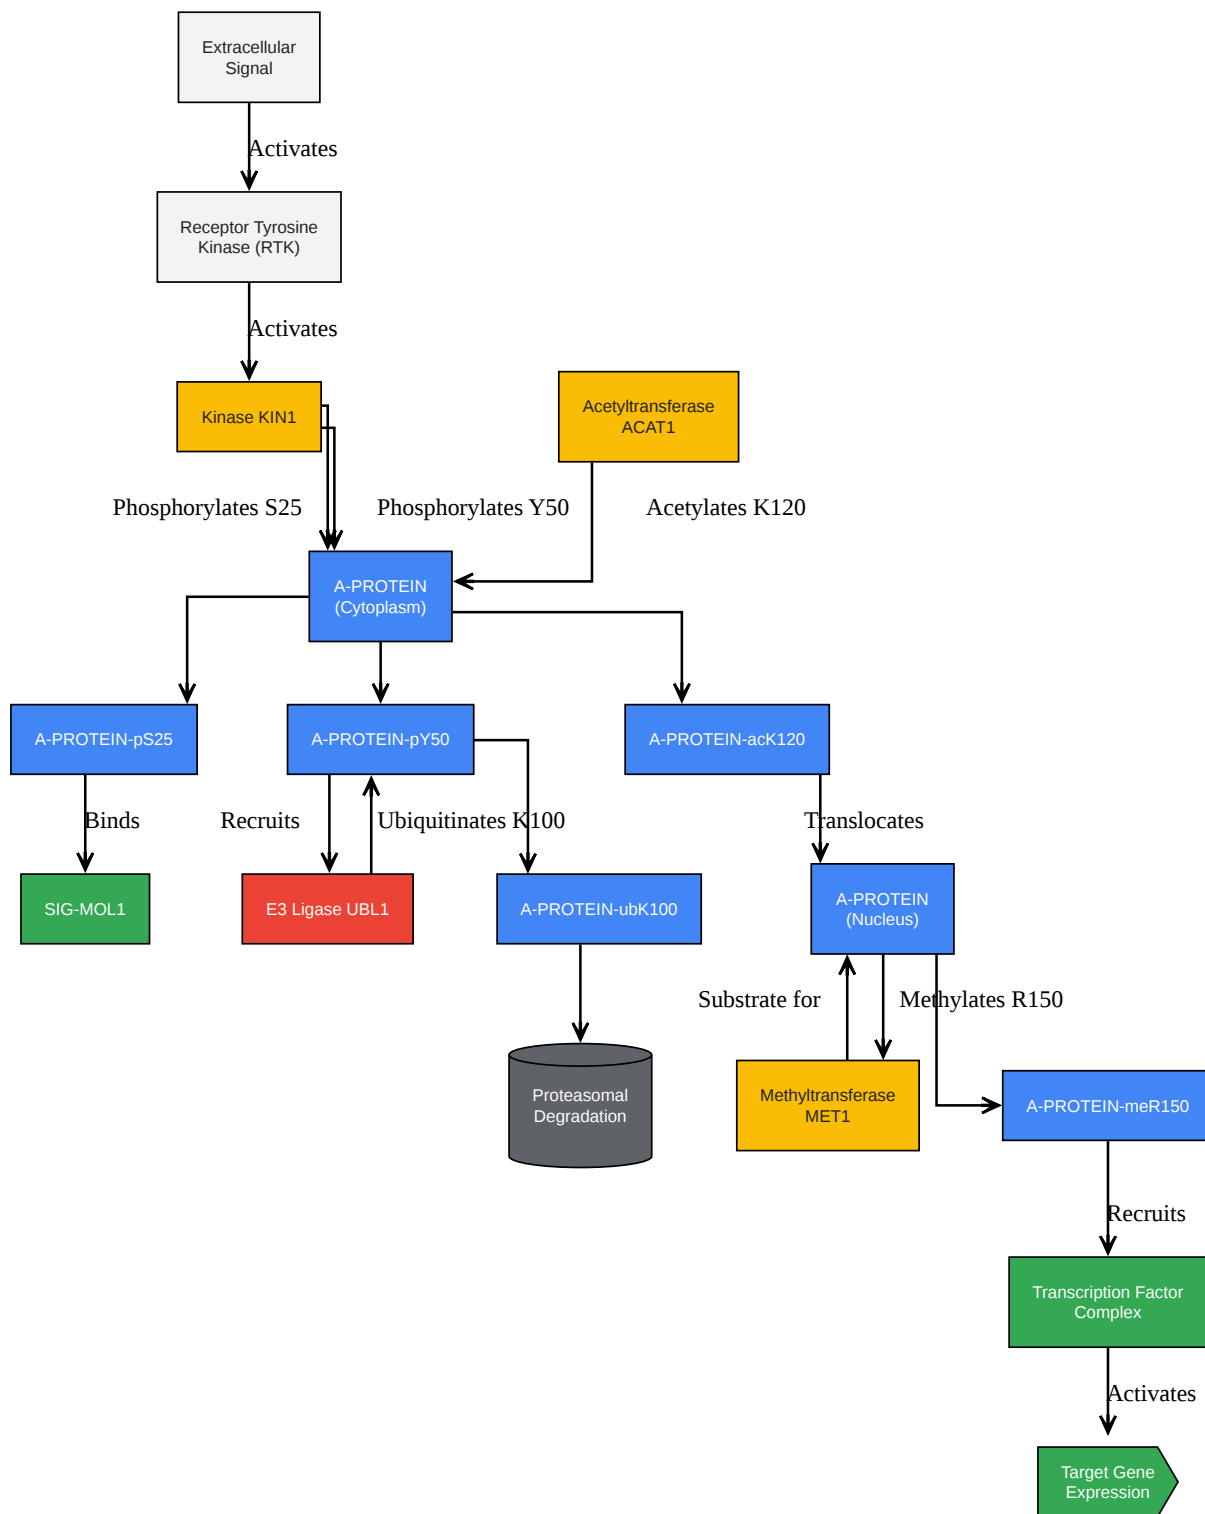 Extracellular
Signal
Activates
Receptor Tyrosine
Kinase (RTK)
Activates
Kinase KIN1
Acetyltransferase
ACAT1
Phosphorylates S25
Phosphorylates Y50
Acetylates K120
A-PROTEIN
(Cytoplasm)
A-PROTEIN-pS25
A-PROTEIN-pY50
A-PROTEIN-acK120
Binds
Recruits
Ubiquitinates K100
Translocates
SIG-MOL1
E3 Ligase UBL1
A-PROTEIN-ubK100
A-PROTEIN
(Nucleus)
Substrate for
Methylates R150
Proteasomal
Degradation
Methyltransferase
MET1
A-PROTEIN-meR150
Recruits
Transcription Factor
Complex
Activates
Target Gene
Expression